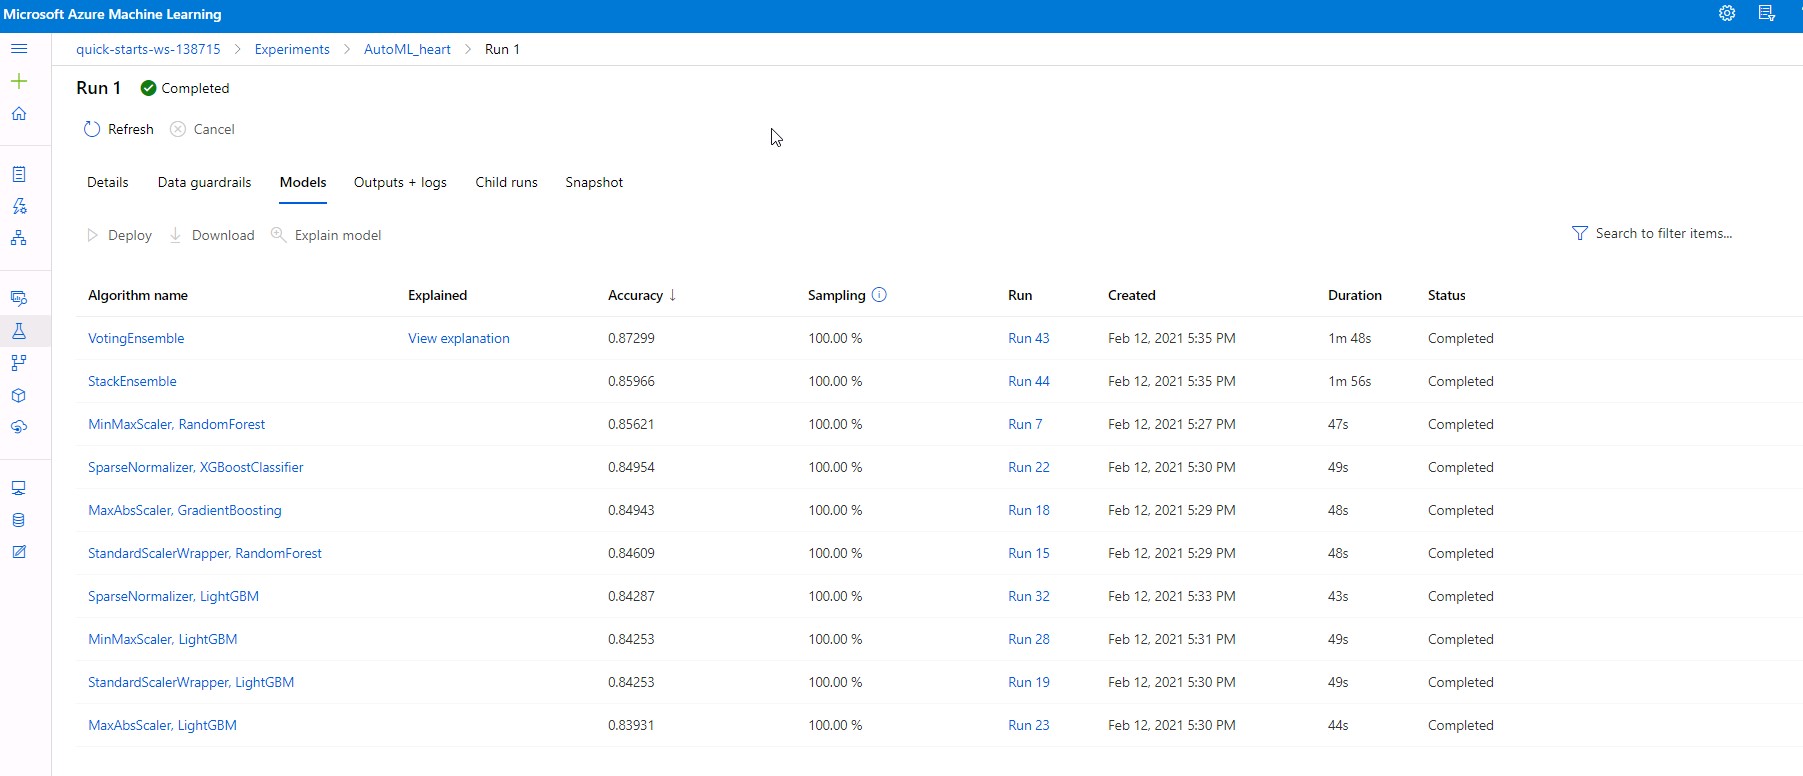 Microsoft Azure Machine Learning
quick-starts-ws-138715 > Experiments > AutoML_heart > Run 1
Run 1 Completed
Refresh Cancel
Details Data guardrails Models Outputs + logs Child runs Snapshot
Deploy Download Explain model Search to filter items...
Algorithm name Explained Accuracy ↓ Sampling Run Created Duration Status
VotingEnsemble View explanation 0.87299 100.00 % Run 43 Feb 12, 2021 5:35 PM 1m 48s Completed
StackEnsemble 0.85966 100.00 % Run 44 Feb 12, 2021 5:35 PM 1m 56s Completed
MinMaxScaler, RandomForest 0.85621 100.00 % Run 7 Feb 12, 2021 5:27 PM 47s Completed
SparseNormalizer, XGBoostClassifier 0.84954 100.00 % Run 22 Feb 12, 2021 5:30 PM 49s Completed
MaxAbsScaler, GradientBoosting 0.84943 100.00 % Run 18 Feb 12, 2021 5:29 PM 48s Completed
StandardScalerWrapper, RandomForest 0.84609 100.00 % Run 15 Feb 12, 2021 5:29 PM 48s Completed
SparseNormalizer, LightGBM 0.84287 100.00 % Run 32 Feb 12, 2021 5:33 PM 43s Completed
MinMaxScaler, LightGBM 0.84253 100.00 % Run 28 Feb 12, 2021 5:31 PM 49s Completed
StandardScalerWrapper, LightGBM 0.84253 100.00 % Run 19 Feb 12, 2021 5:30 PM 49s Completed
MaxAbsScaler, LightGBM 0.83931 100.00 % Run 23 Feb 12, 2021 5:30 PM 44s Completed